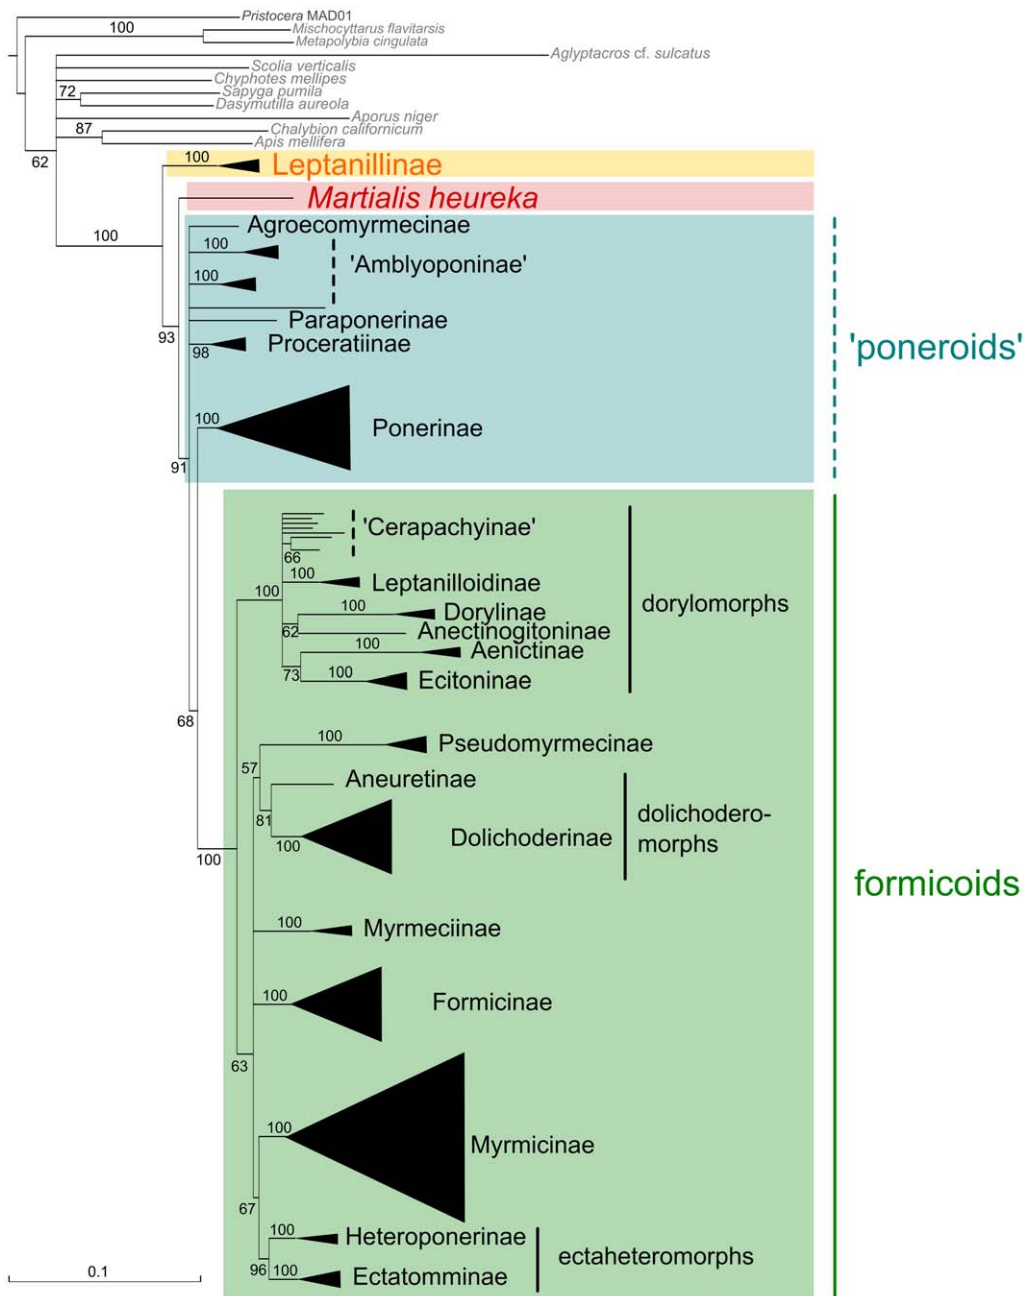 Pristocera MAD01
100
Mischocyttarus flavitarsis
Metapolybia cingulata
Aglyptacros cf. sulcatus
Scolia verticalis
Chyphotes mellipes
72
Sapyga pumila
Dasymutilla aureola
Aporus niger
87
Chalybion californicum
Apis mellifera
62
100
Leptanillinae
Martialis heureka
100
Agroecomyrmecinae
100
'Amblyoponinae'
100
Paraponerinae
93
98
Proceratiinae
'poneroids'
100
Ponerinae
91
'Cerapachyinae'
66
100
100
Leptanilloidinae
dorylomorphs
100
Dorylinae
62
Anectinogitoninae
Aenictinae
73
100
Ecitoninae
68
100
Pseudomyrmecinae
57
Aneuretinae
81
100
Dolichoderinae
dolichodero-
morphs
100
formicoids
100
Myrmeciinae
100
Formicinae
63
100
Myrmicinae
67
100
Heteroponerinae
96
100
Ectatomminae
ectaheteromorphs
0.1